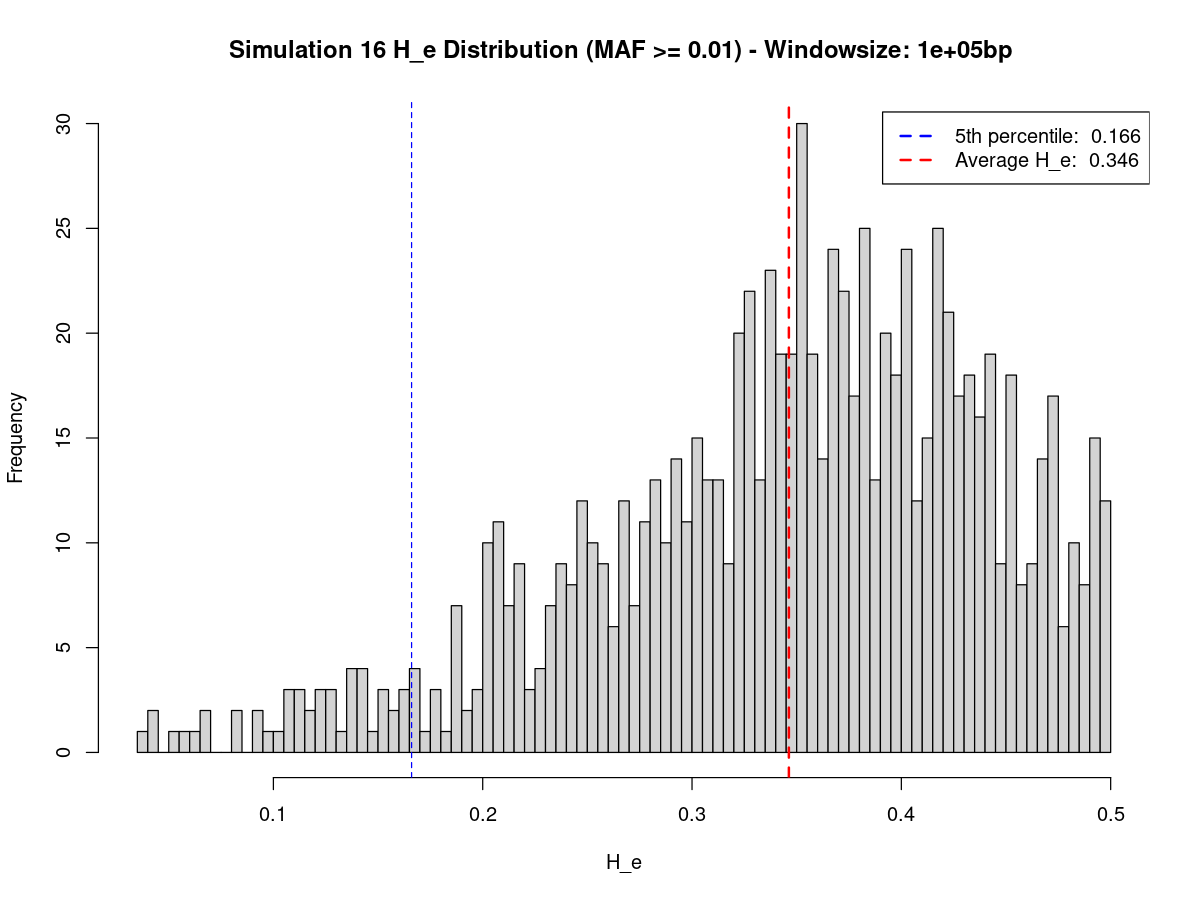 Simulation 16 H_e Distribution (MAF >= 0.01) - Windowsize: 1e+05bp
5th percentile: 0.166
Average H_e: 0.346
Frequency
30
25
20
15
10
5
0
0.1 0.2 0.3 0.4 0.5
H_e